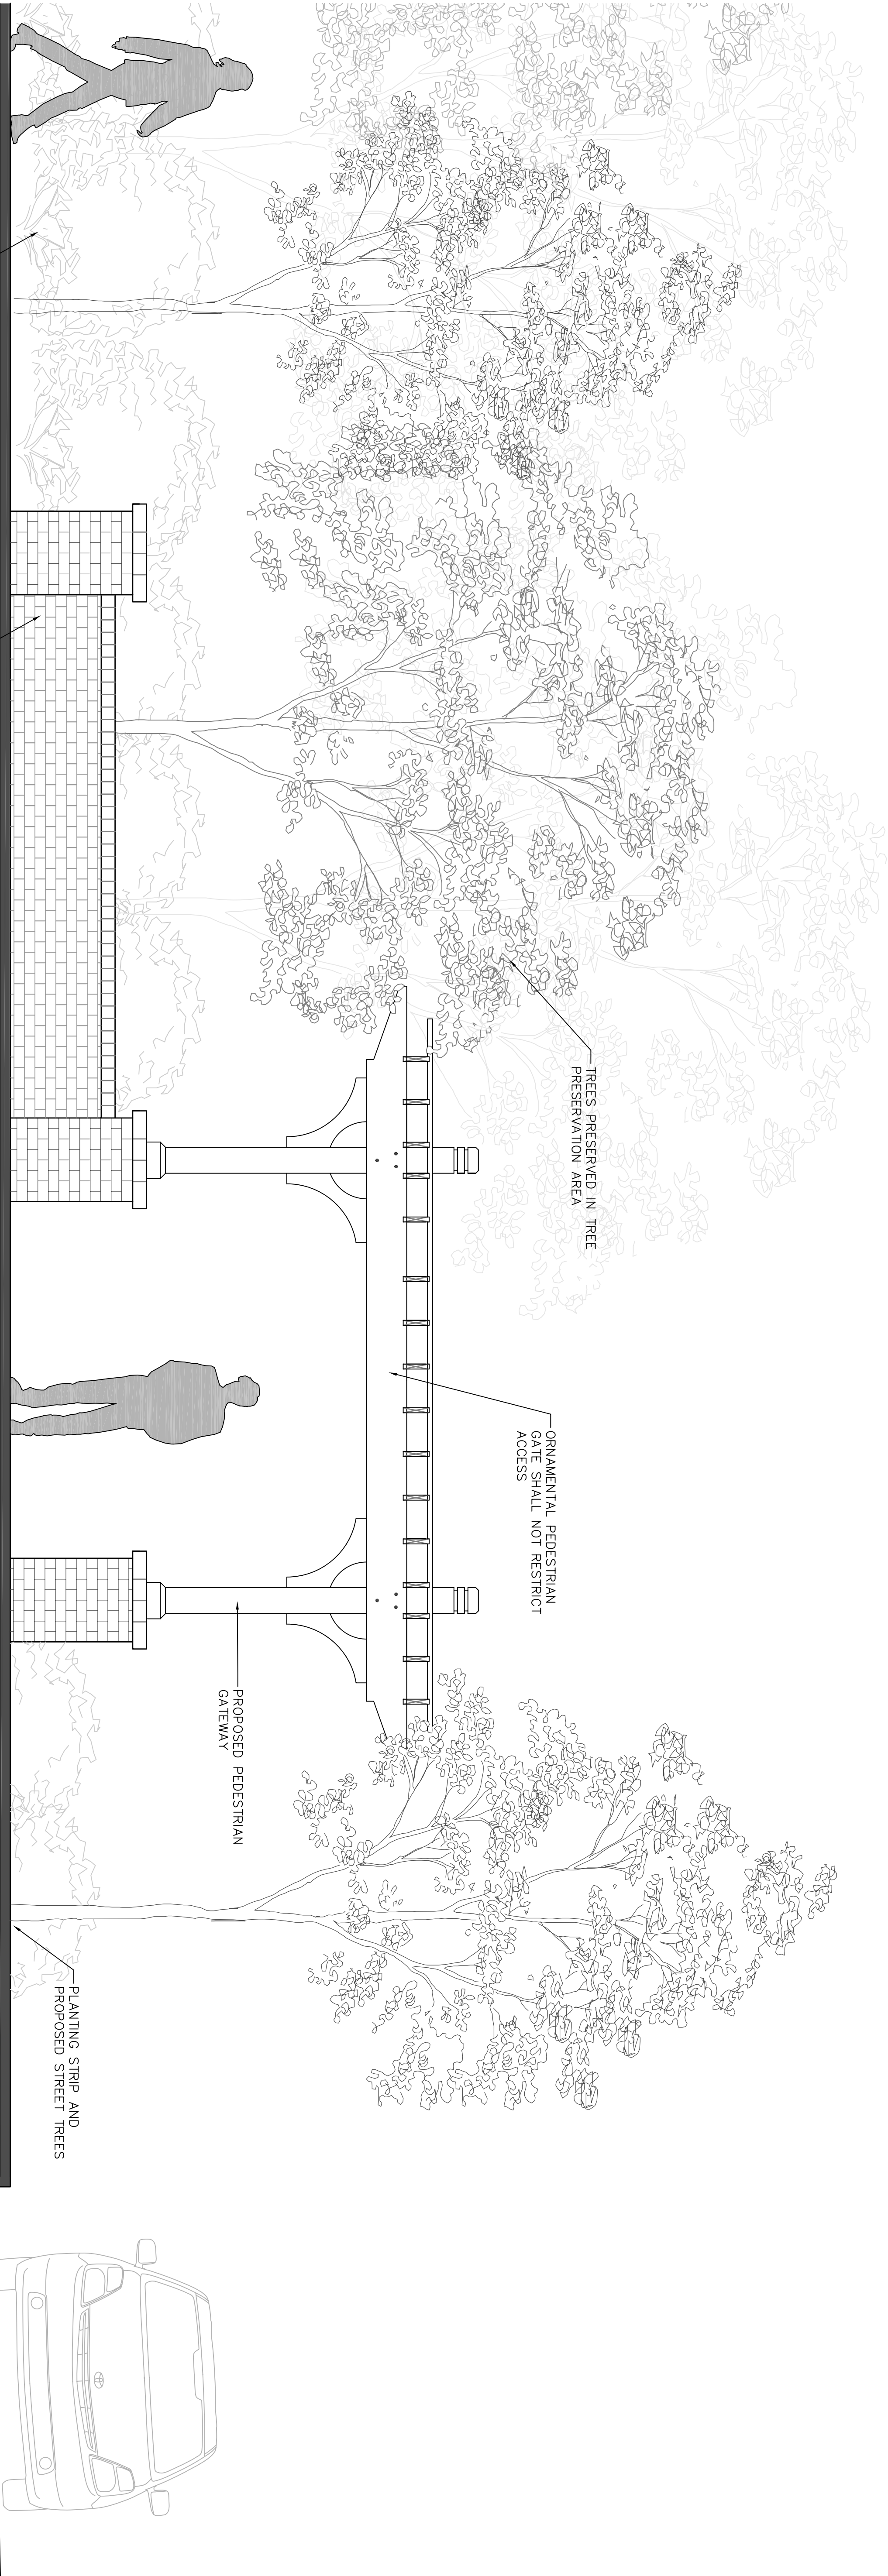 TREES PRESERVED IN TREE
PRESERVATION AREA
ORNAMENTAL PEDESTRIAN
GATE SHALL NOT RESTRICT
ACCESS
PROPOSED PEDESTRIAN
GATEWAY
PLANTING STRIP AND
PROPOSED STREET TREES